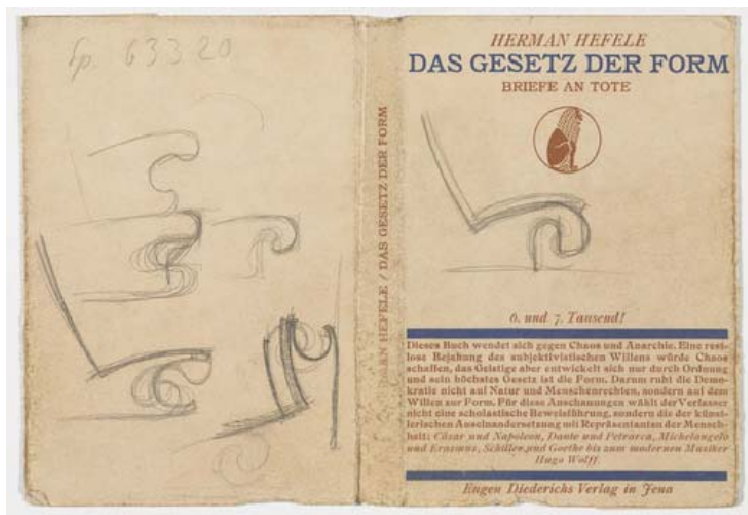 Sp. 63320
HERMAN HEFELE / DAS GESETZ DER FORM
HERMAN HEFELE
DAS GESETZ DER FORM
BRIEFE AN TOTE
6. und 7. Tausend!
Dieses Buch wendet sich gegen Chaos und Anarchie. Eine rest-
lose Bejahung des subjektivistischen Willens würde Chaos
schaffen, das Geistige aber entwickelt sich nur durch Ordnung
und sein höchstes Gesetz ist die Form. Darum ruht die Demo-
kratie nicht auf Natur und Menschenrechten, sondern auf dem
Willen zur Form. Für diese Anschauungen wählt der Verfasser
nicht eine scholastische Beweisführung, sondern die der künst-
lerischen Auseinandersetzung mit Repräsentanten der Mensch-
heit: Cäsar und Napoleon, Dante und Petrarca, Michelangelo
und Erasmus, Schiller und Goethe bis zum modernen Musiker
Hugo Wolff.
Eugen Diederichs Verlag in Jena